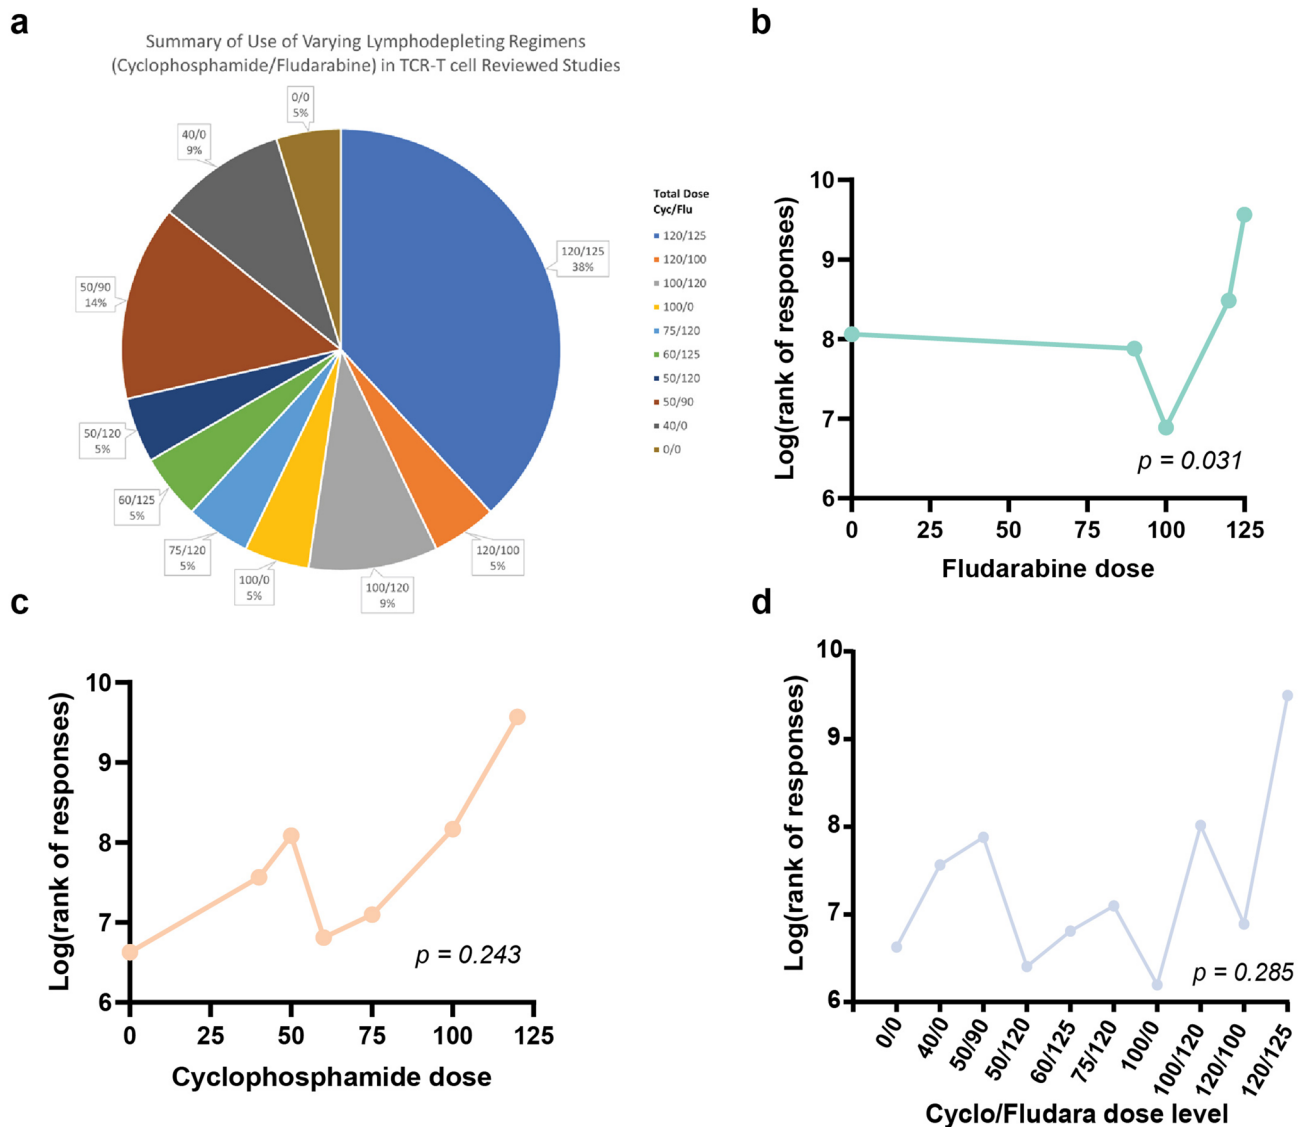 a
Summary of Use of Varying Lymphodepleting Regimens
(Cyclophosphamide/Fludarabine) in TCR-T cell Reviewed Studies
0/0
5%
40/0
9%
120/125
38%
50/90
14%
50/120
5%
60/125
5%
75/120
5%
100/0
5%
100/120
9%
120/100
5%
Total Dose
Cyc/Flu
120/125
120/100
100/120
100/0
75/120
60/125
50/120
50/90
40/0
0/0
b
Log(rank of responses)
10
9
8
7
6
p = 0.031
0 25 50 75 100 125
Fludarabine dose
c
Log(rank of responses)
10
9
8
7
6
p = 0.243
0 25 50 75 100 125
Cyclophosphamide dose
d
Log(rank of responses)
10
9
8
7
6
p = 0.285
0/0 40/0 50/90 50/120 60/125 75/120 100/0 100/120 120/100 120/125
Cyclo/Fludara dose level